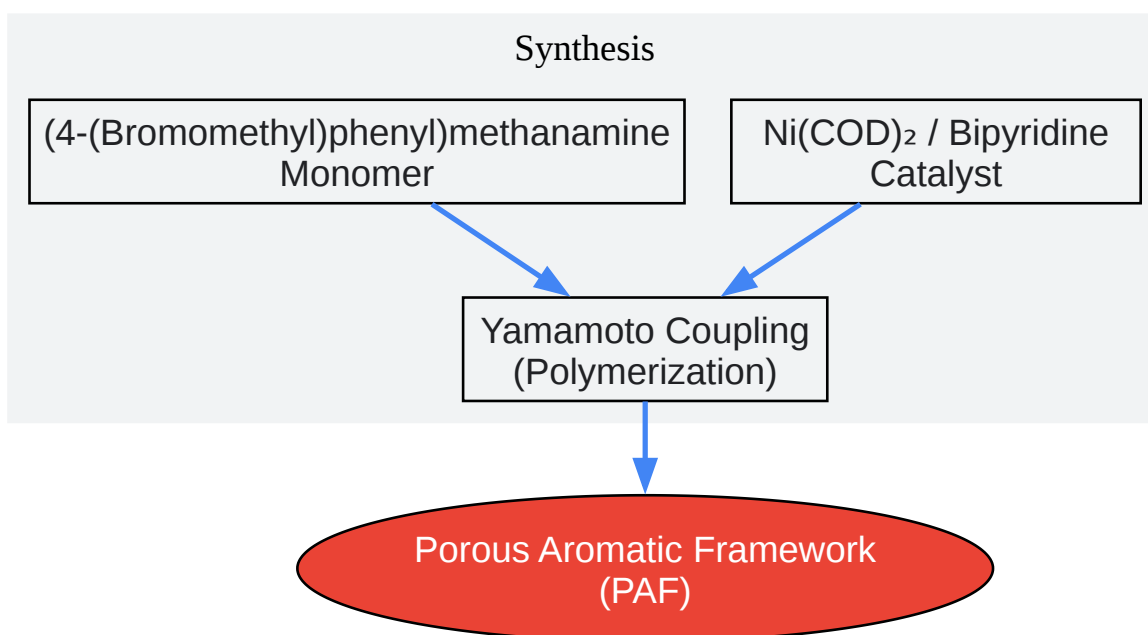 Synthesis
(4-(Bromomethyl)phenyl)methanamine
Monomer
Ni(COD)₂ / Bipyridine
Catalyst
Yamamoto Coupling
(Polymerization)
Porous Aromatic Framework
(PAF)